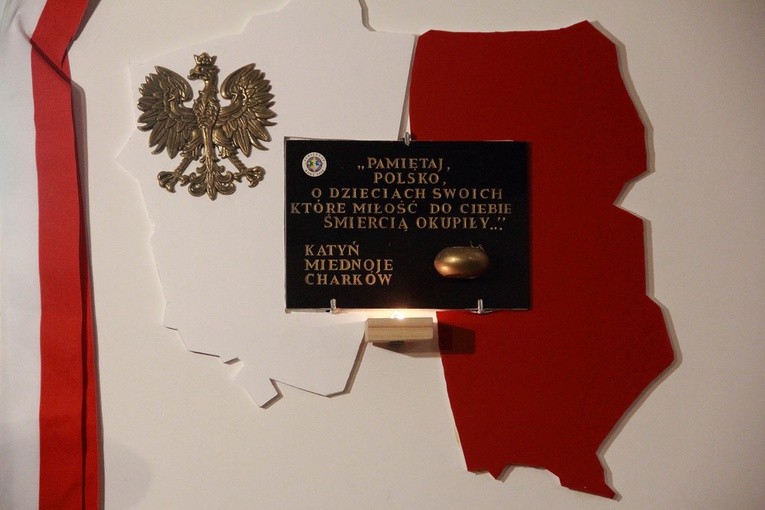 „PAMIĘTAJ,
POLSKO,
O DZIECIACH SWOICH
KTÓRE MIŁOŚĆ DO CIEBIE
ŚMIERCIĄ OKUPIŁY..."
KATYŃ
MIEDNOJE
CHARKÓW